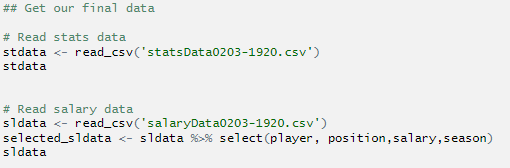 ## Get our final data
# Read stats data
stdata <- read_csv('statsData0203-1920.csv')
stdata
# Read salary data
sldata <- read_csv('salaryData0203-1920.csv')
selected_sldata <- sldata %>% select(player, position,salary,season)
sldata